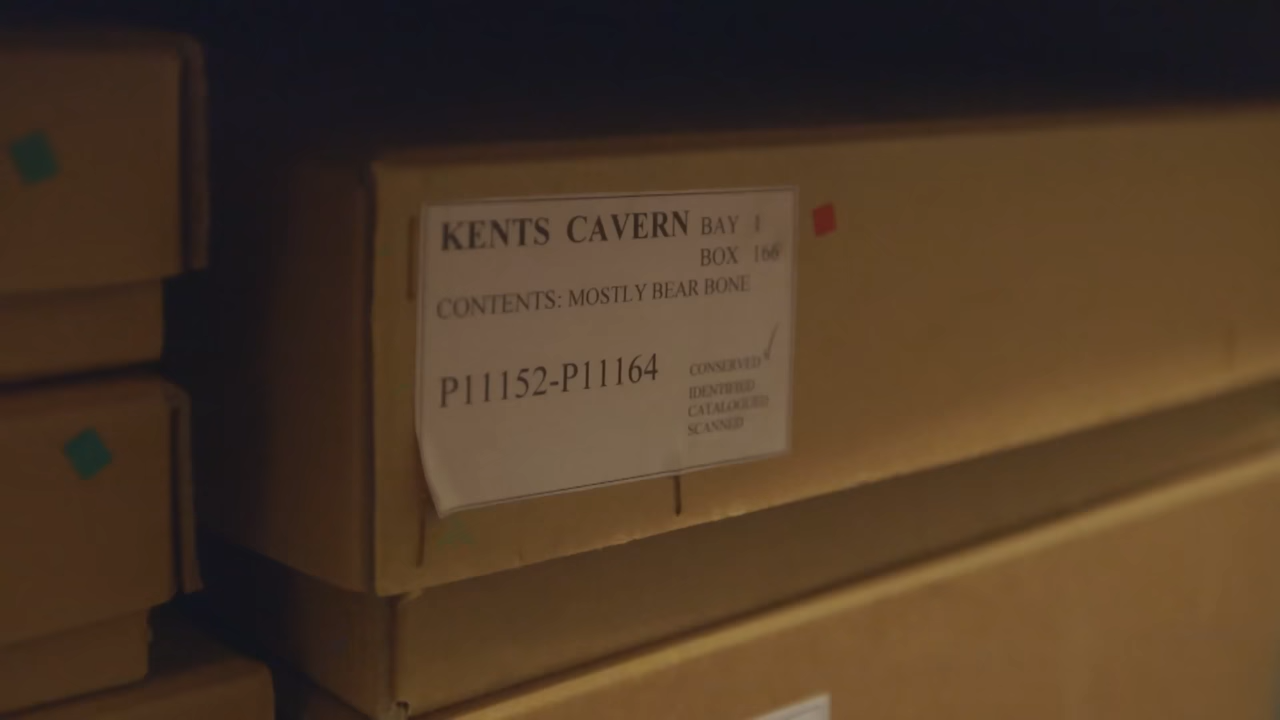 KENTS CAVERN BAY 1
BOX 166
CONTENTS: MOSTLY BEAR BONE
P11152-P11164
CONSERVED ✓
IDENTIFIED
CATALOGUED
SCANNED